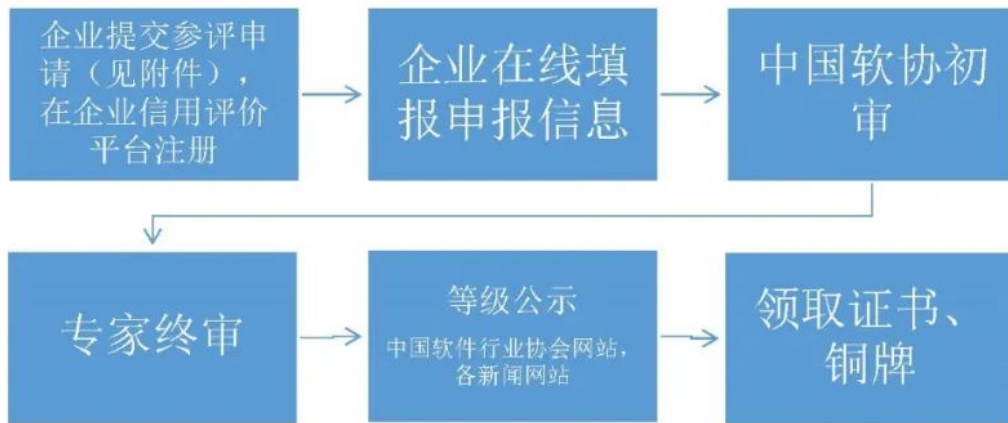 企业提交参评申
请（见附件），
在企业信用评价
平台注册
企业在线填
报申报信息
中国软协初
审
专家终审
等级公示
中国软件行业协会网站，
各新闻网站
领取证书、
铜牌